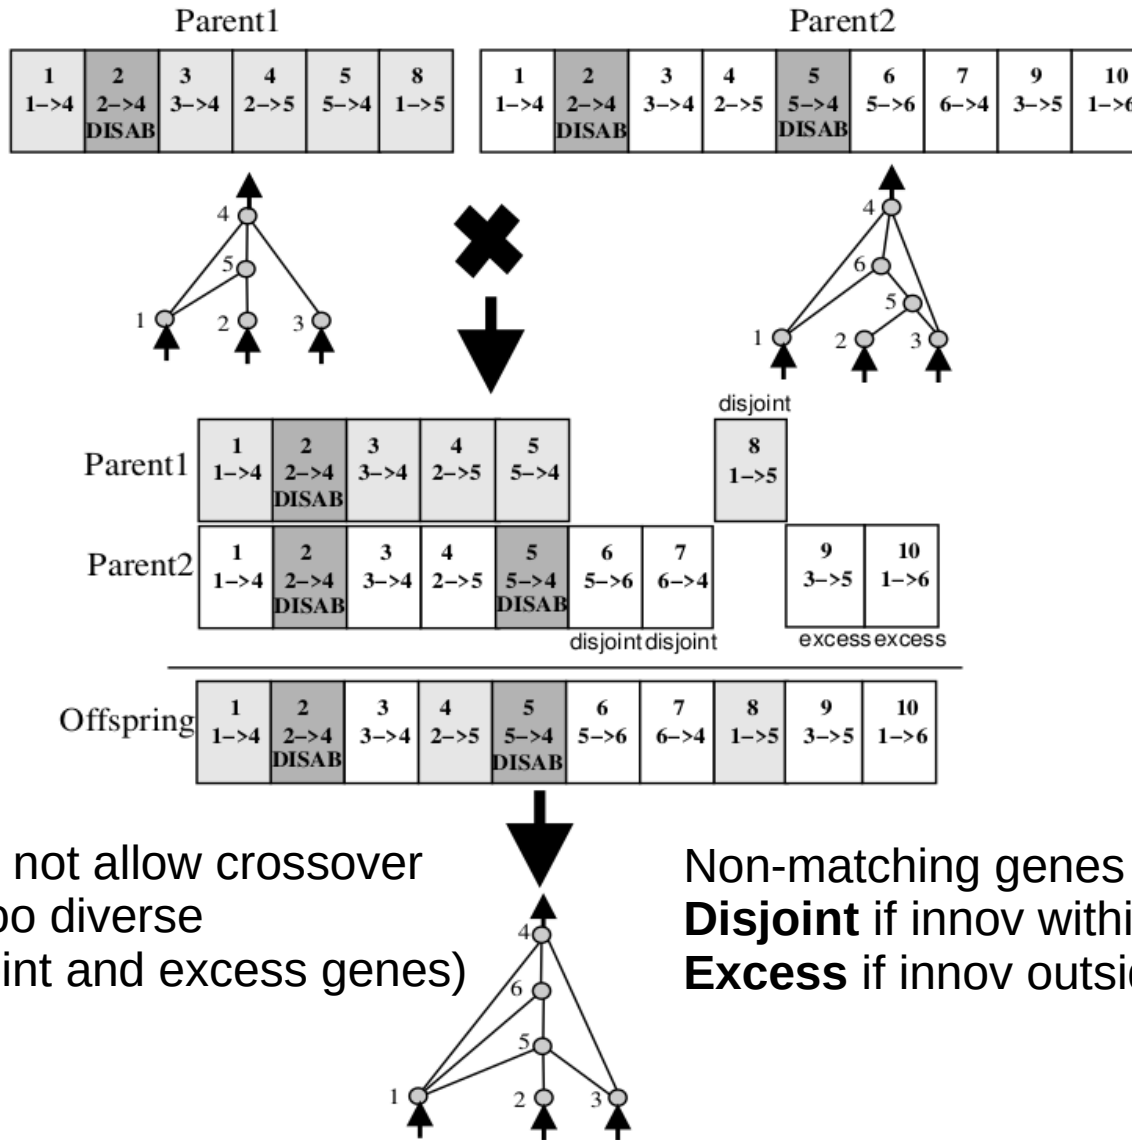 Parent1
Parent2
1 2 3 4 5 8
1->4 2->4 3->4 2->5 5->4 1->5
DISAB
1 2 3 4 5 6 7 9 10
1->4 2->4 3->4 2->5 5->4 5->6 6->4 3->5 1->6
DISAB DISAB
4
5
1 2 3
4
6
5
1 2 3
disjoint
Parent1
1 2 3 4 5 8
1->4 2->4 3->4 2->5 5->4 1->5
DISAB
Parent2
1 2 3 4 5 6 7 9 10
1->4 2->4 3->4 2->5 5->4 5->6 6->4 3->5 1->6
DISAB DISAB
disjoint disjoint excess excess
Offspring
1 2 3 4 5 6 7 8 9 10
1->4 2->4 3->4 2->5 5->4 5->6 6->4 1->5 3->5 1->6
DISAB DISAB
not allow crossover
diverse
and excess genes)
Non-matching genes
Disjoint if innov
Excess if innov
4
6
5
1 2 3